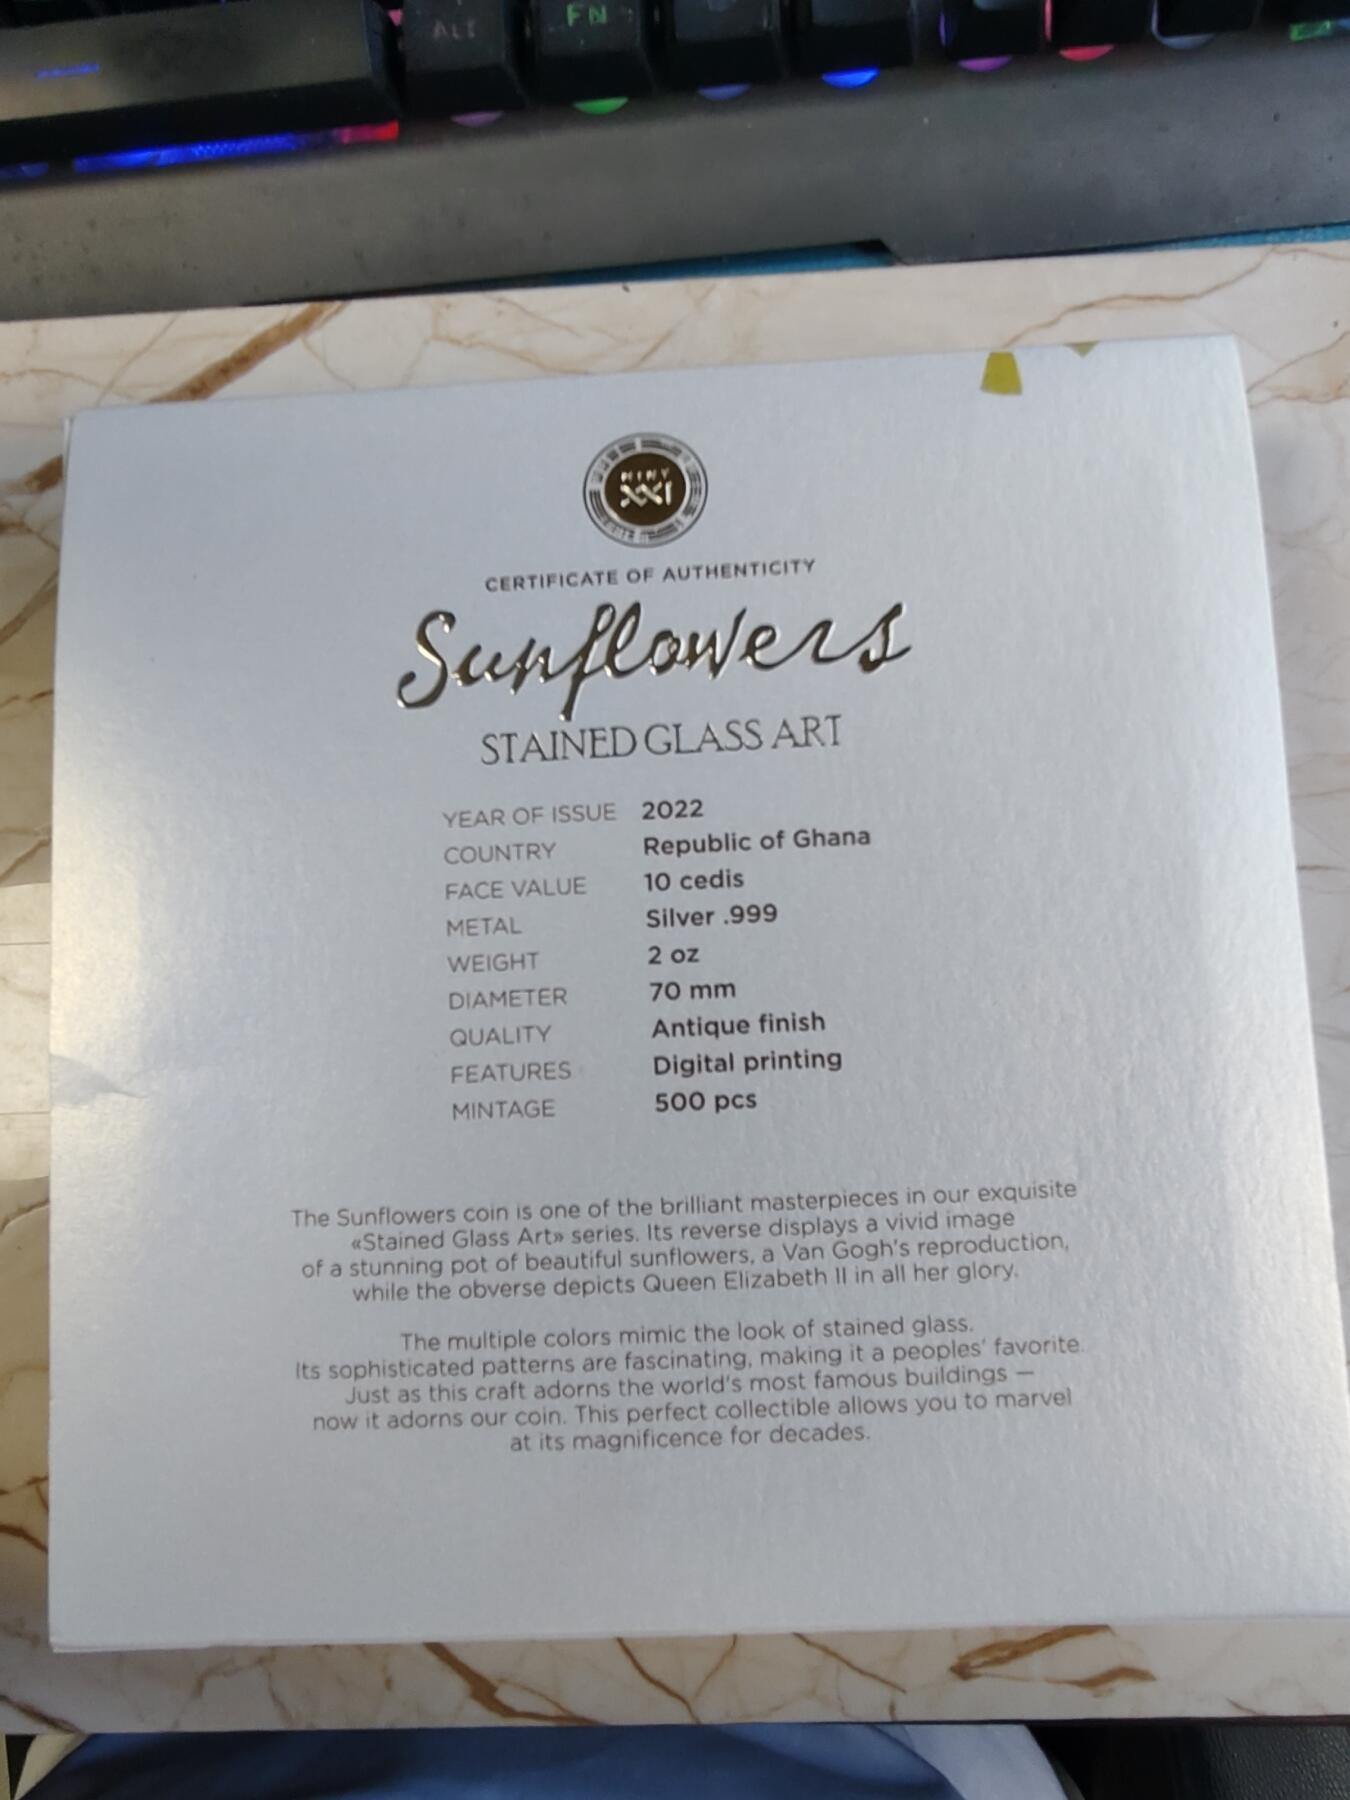 ALT FN
MINT
XXI
CERTIFICATE OF AUTHENTICITY
Sunflowers
STAINED GLASS ART
YEAR OF ISSUE 2022
COUNTRY Republic of Ghana
FACE VALUE 10 cedis
METAL Silver .999
WEIGHT 2 oz
DIAMETER 70 mm
QUALITY Antique finish
FEATURES Digital printing
MINTAGE 500 pcs
The Sunflowers coin is one of the brilliant masterpieces in our exquisite
«Stained Glass Art» series. Its reverse displays a vivid image
of a stunning pot of beautiful sunflowers, a Van Gogh's reproduction,
while the obverse depicts Queen Elizabeth II in all her glory.
The multiple colors mimic the look of stained glass.
Its sophisticated patterns are fascinating, making it a peoples' favorite.
Just as this craft adorns the world's most famous buildings —
now it adorns our coin. This perfect collectible allows you to marvel
at its magnificence for decades.